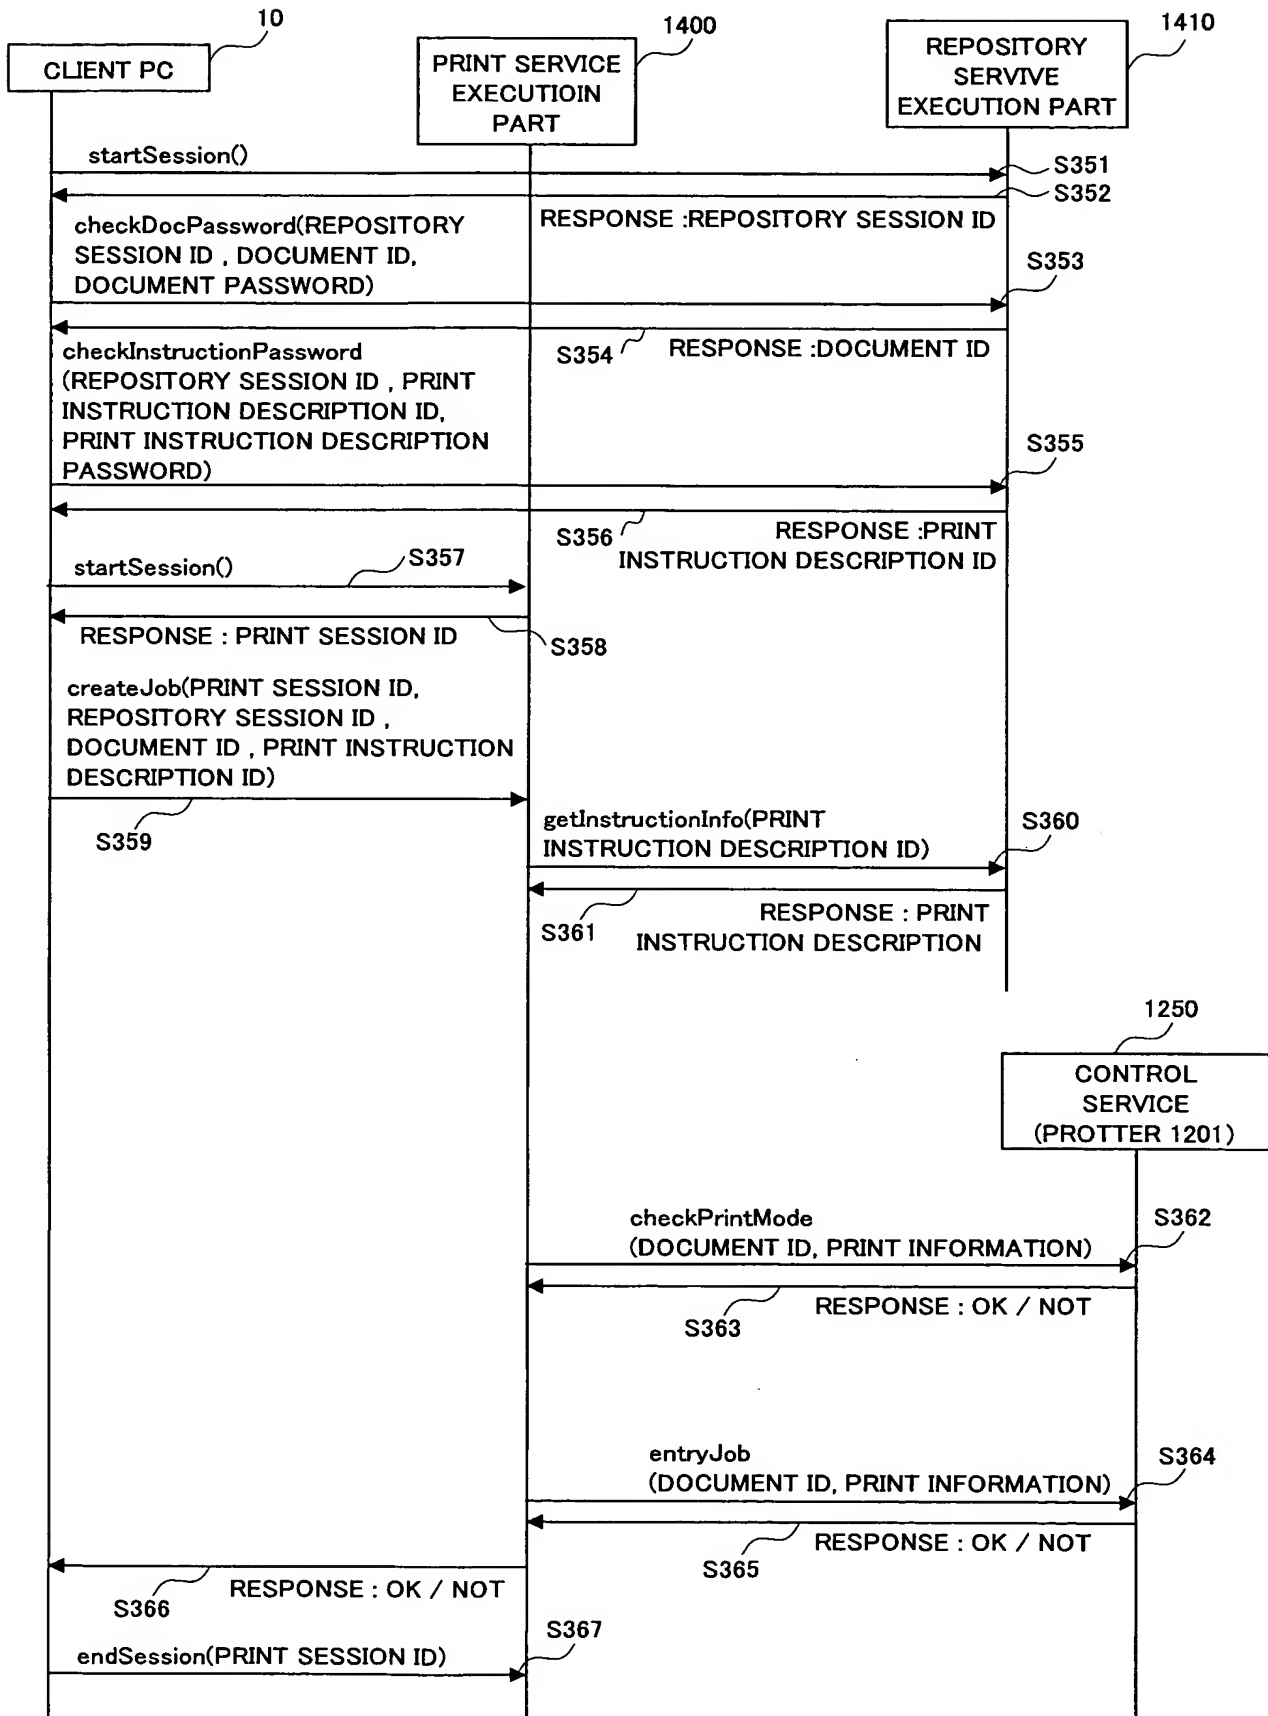 10
1400
1410
CLIENT PC
PRINT SERVICE
EXECUTIOIN
PART
REPOSITORY
SERVIVE
EXECUTION PART
startSession()
S351
S352
RESPONSE :REPOSITORY SESSION ID
checkDocPassword(REPOSITORY
SESSION ID , DOCUMENT ID,
DOCUMENT PASSWORD)
S353
S354
RESPONSE :DOCUMENT ID
checkInstructionPassword
(REPOSITORY SESSION ID , PRINT
INSTRUCTION DESCRIPTION ID,
PRINT INSTRUCTION DESCRIPTION
PASSWORD)
S355
S356
RESPONSE :PRINT
INSTRUCTION DESCRIPTION ID
startSession()
S357
RESPONSE : PRINT SESSION ID
S358
createJob(PRINT SESSION ID,
REPOSITORY SESSION ID ,
DOCUMENT ID , PRINT INSTRUCTION
DESCRIPTION ID)
S359
getInstructionInfo(PRINT
INSTRUCTION DESCRIPTION ID)
S360
S361
RESPONSE : PRINT
INSTRUCTION DESCRIPTION
1250
CONTROL
SERVICE
(PROTTER 1201)
checkPrintMode
(DOCUMENT ID, PRINT INFORMATION)
S362
RESPONSE : OK / NOT
S363
entryJob
(DOCUMENT ID, PRINT INFORMATION)
S364
RESPONSE : OK / NOT
S365
RESPONSE : OK / NOT
S366
endSession(PRINT SESSION ID)
S367